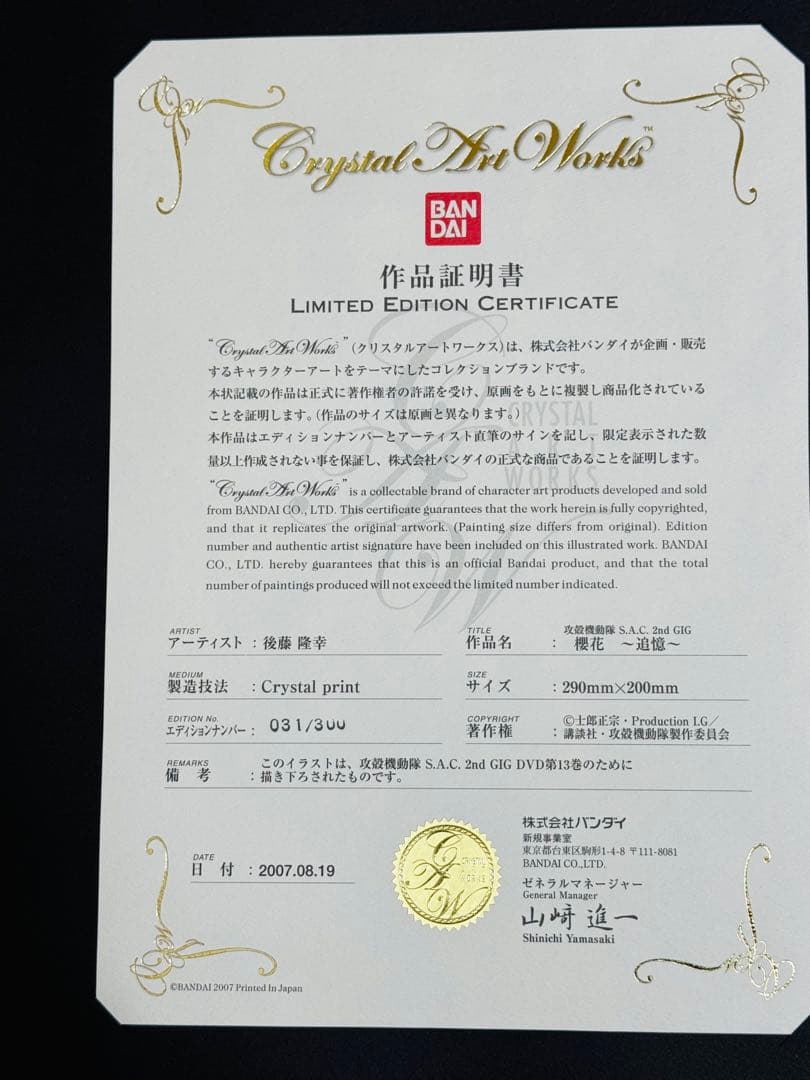 Crystal Art Works™
BAN
DAI
作品証明書
LIMITED EDITION CERTIFICATE
"Crystal Art Works"(クリスタルアートワークス)は、株式会社バンダイが企画・販売
するキャラクターアートをテーマにしたコレクションブランドです。
本状記載の作品は正式に著作権者の許諾を受け、原画をもとに複製し商品化されている
ことを証明します。(作品のサイズは原画と異なります。)
本作品はエディションナンバーとアーティスト直筆のサインを記し、限定表示された数
量以上作成されない事を保証し、株式会社バンダイの正式な商品であることを証明します。
CRYSTAL
ART
WORKS
"Crystal Art Works" is a collectable brand of character art products developed and sold
from BANDAI CO., LTD. This certificate guarantees that the work herein is fully copyrighted,
and that it replicates the original artwork. (Painting size differs from original). Edition
number and authentic artist signature have been included on this illustrated work. BANDAI
CO., LTD. hereby guarantees that this is an official Bandai product, and that the total
number of paintings produced will not exceed the limited number indicated.
ARTIST
アーティスト : 後藤 隆幸
TITLE
作品名 : 攻殻機動隊 S.A.C. 2nd GIG
櫻花 ～追憶～
MEDIUM
製造技法 : Crystal print
SIZE
サイズ : 290mm×200mm
EDITION No.
エディションナンバー : 031/300
COPYRIGHT
著作権 : ©士郎正宗・Production I.G／
講談社・攻殻機動隊製作委員会
REMARKS
備 考 : このイラストは、攻殻機動隊 S.A.C. 2nd GIG DVD第13巻のために
描き下ろされたものです。
DATE
日 付 : 2007.08.19
CRYSTAL
ART
WORKS
株式会社バンダイ
新規事業室
東京都台東区駒形1-4-8 〒111-8081
BANDAI CO.,LTD.
ゼネラルマネージャー
General Manager
山﨑 進一
Shinichi Yamasaki
©BANDAI 2007 Printed In Japan